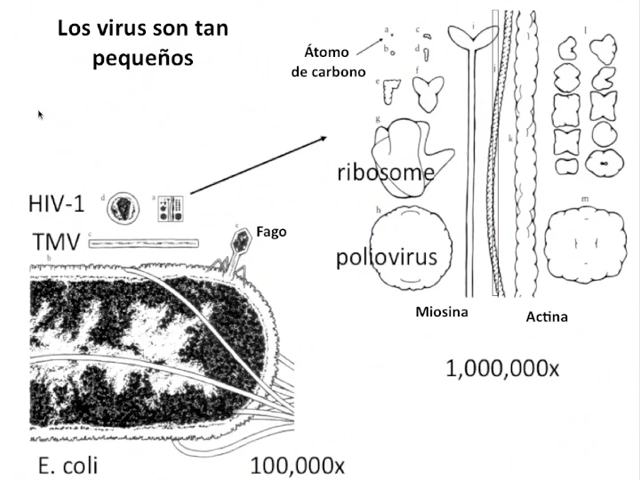 Los virus son tan
pequeños
Átomo
de carbono
a
b
c
d
e
f
g
ribosome
h
poliovirus
i
j
k
l
l
m
Miosina
Actina
1,000,000x
HIV-1
d
a
TMV
c
e
Fago
b
E. coli
100,000x